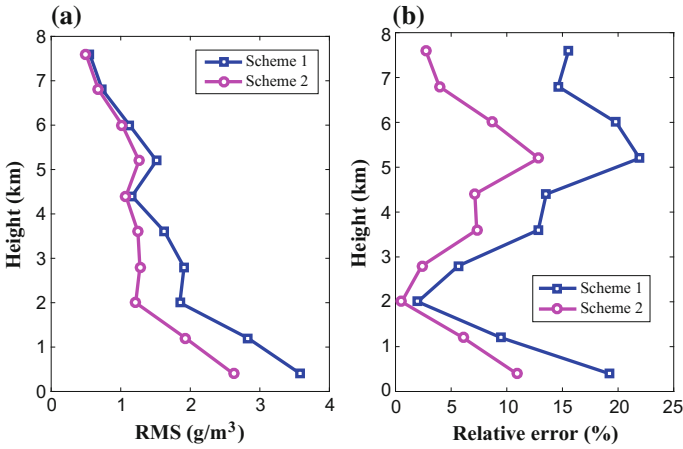 (a)
8
7
6
5
4
3
2
1
0
Height (km)
0 1 2 3 4
RMS (g/m³)
Scheme 1
Scheme 2
(b)
8
7
6
5
4
3
2
1
0
Height (km)
0 5 10 15 20 25
Relative error (%)
Scheme 1
Scheme 2